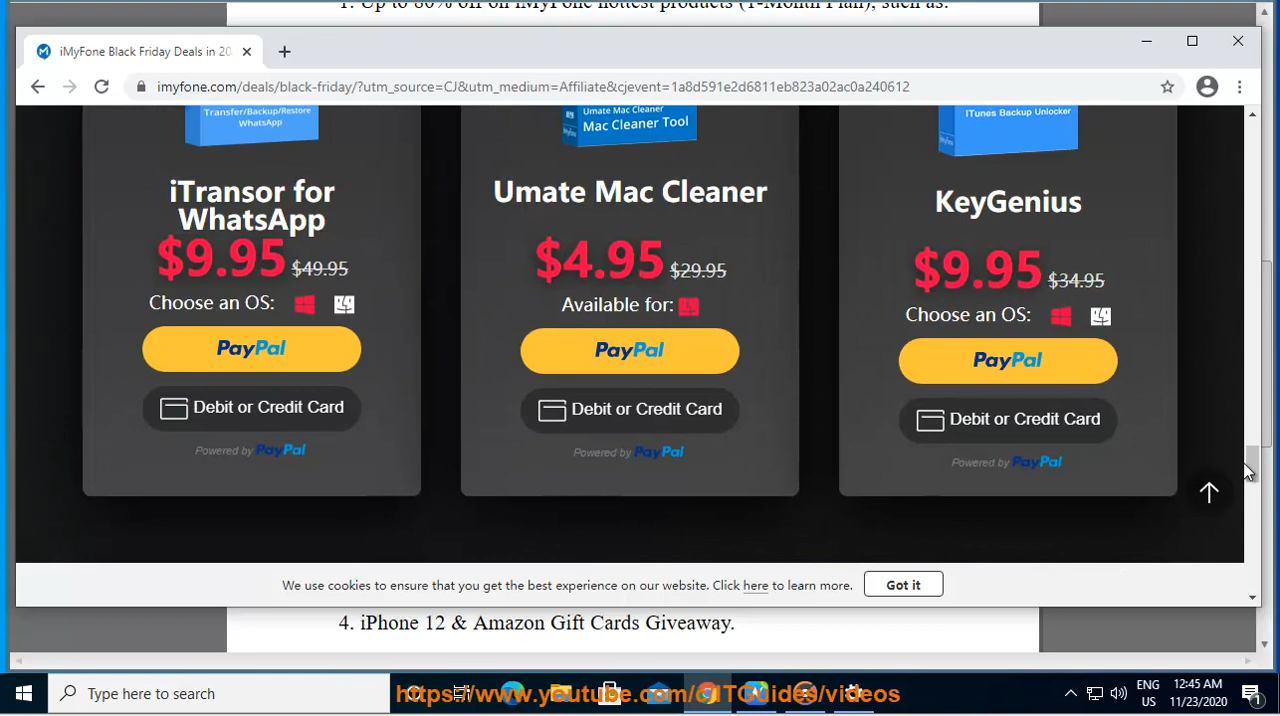 1. Up to 80% off on iMyFone hottest products (1-Month Plan), such as:
iMyFone Black Friday Deals in 20
imyfone.com/deals/black-friday/?utm_source=CJ&utm_medium=Affiliate&cjevent=1a8d591e2d6811eb823a02ac0a240612
Transfer/Backup/Restore
WhatsApp
iTransor for
WhatsApp
$9.95 $49.95
Choose an OS:
PayPal
Debit or Credit Card
Powered by PayPal
Umate Mac Cleaner
Mac Cleaner Tool
Umate Mac Cleaner
$4.95 $29.95
Available for:
PayPal
Debit or Credit Card
Powered by PayPal
ITunes Backup Unlocker
KeyGenius
$9.95 $34.95
Choose an OS:
PayPal
Debit or Credit Card
Powered by PayPal
We use cookies to ensure that you get the best experience on our website. Click here to learn more.
Got it
4. iPhone 12 & Amazon Gift Cards Giveaway.
Type here to search
https://www.youtube.com/@ITGuides/videos
ENG
US
12:45 AM
11/23/2020
1